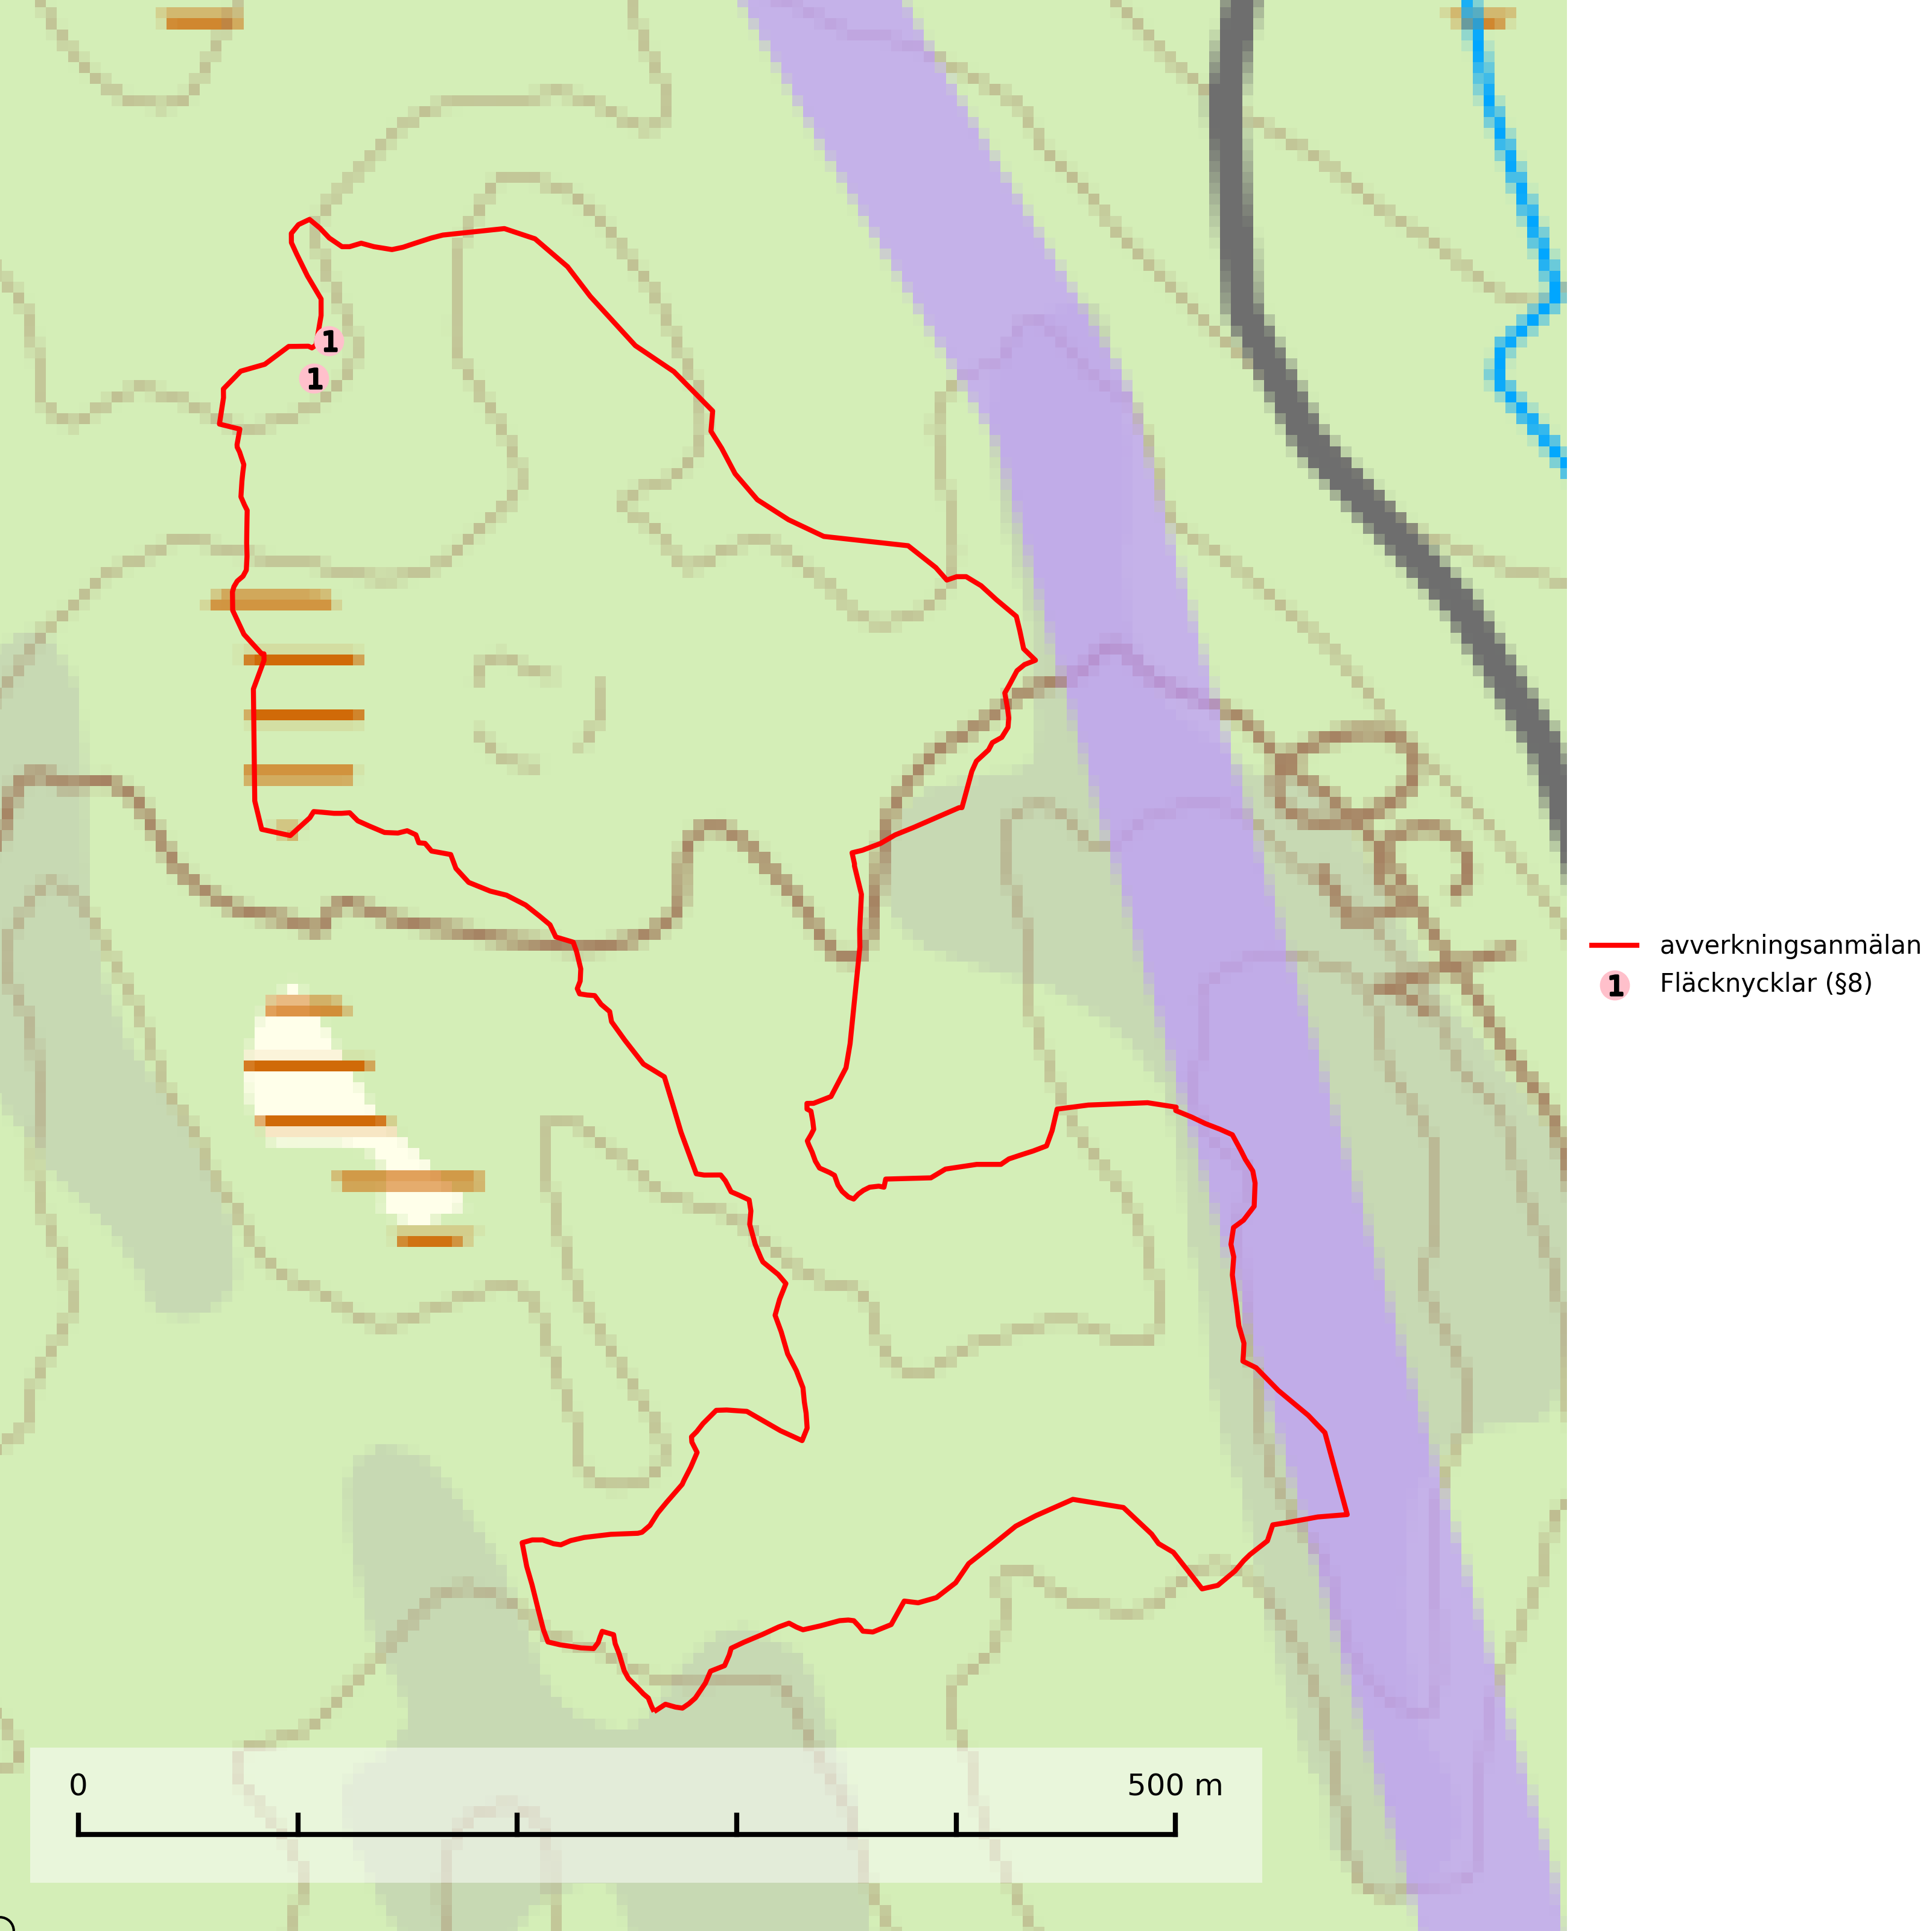 1
1
avverkningsanmälan
1 Fläcknycklar (§8)
0 500 m